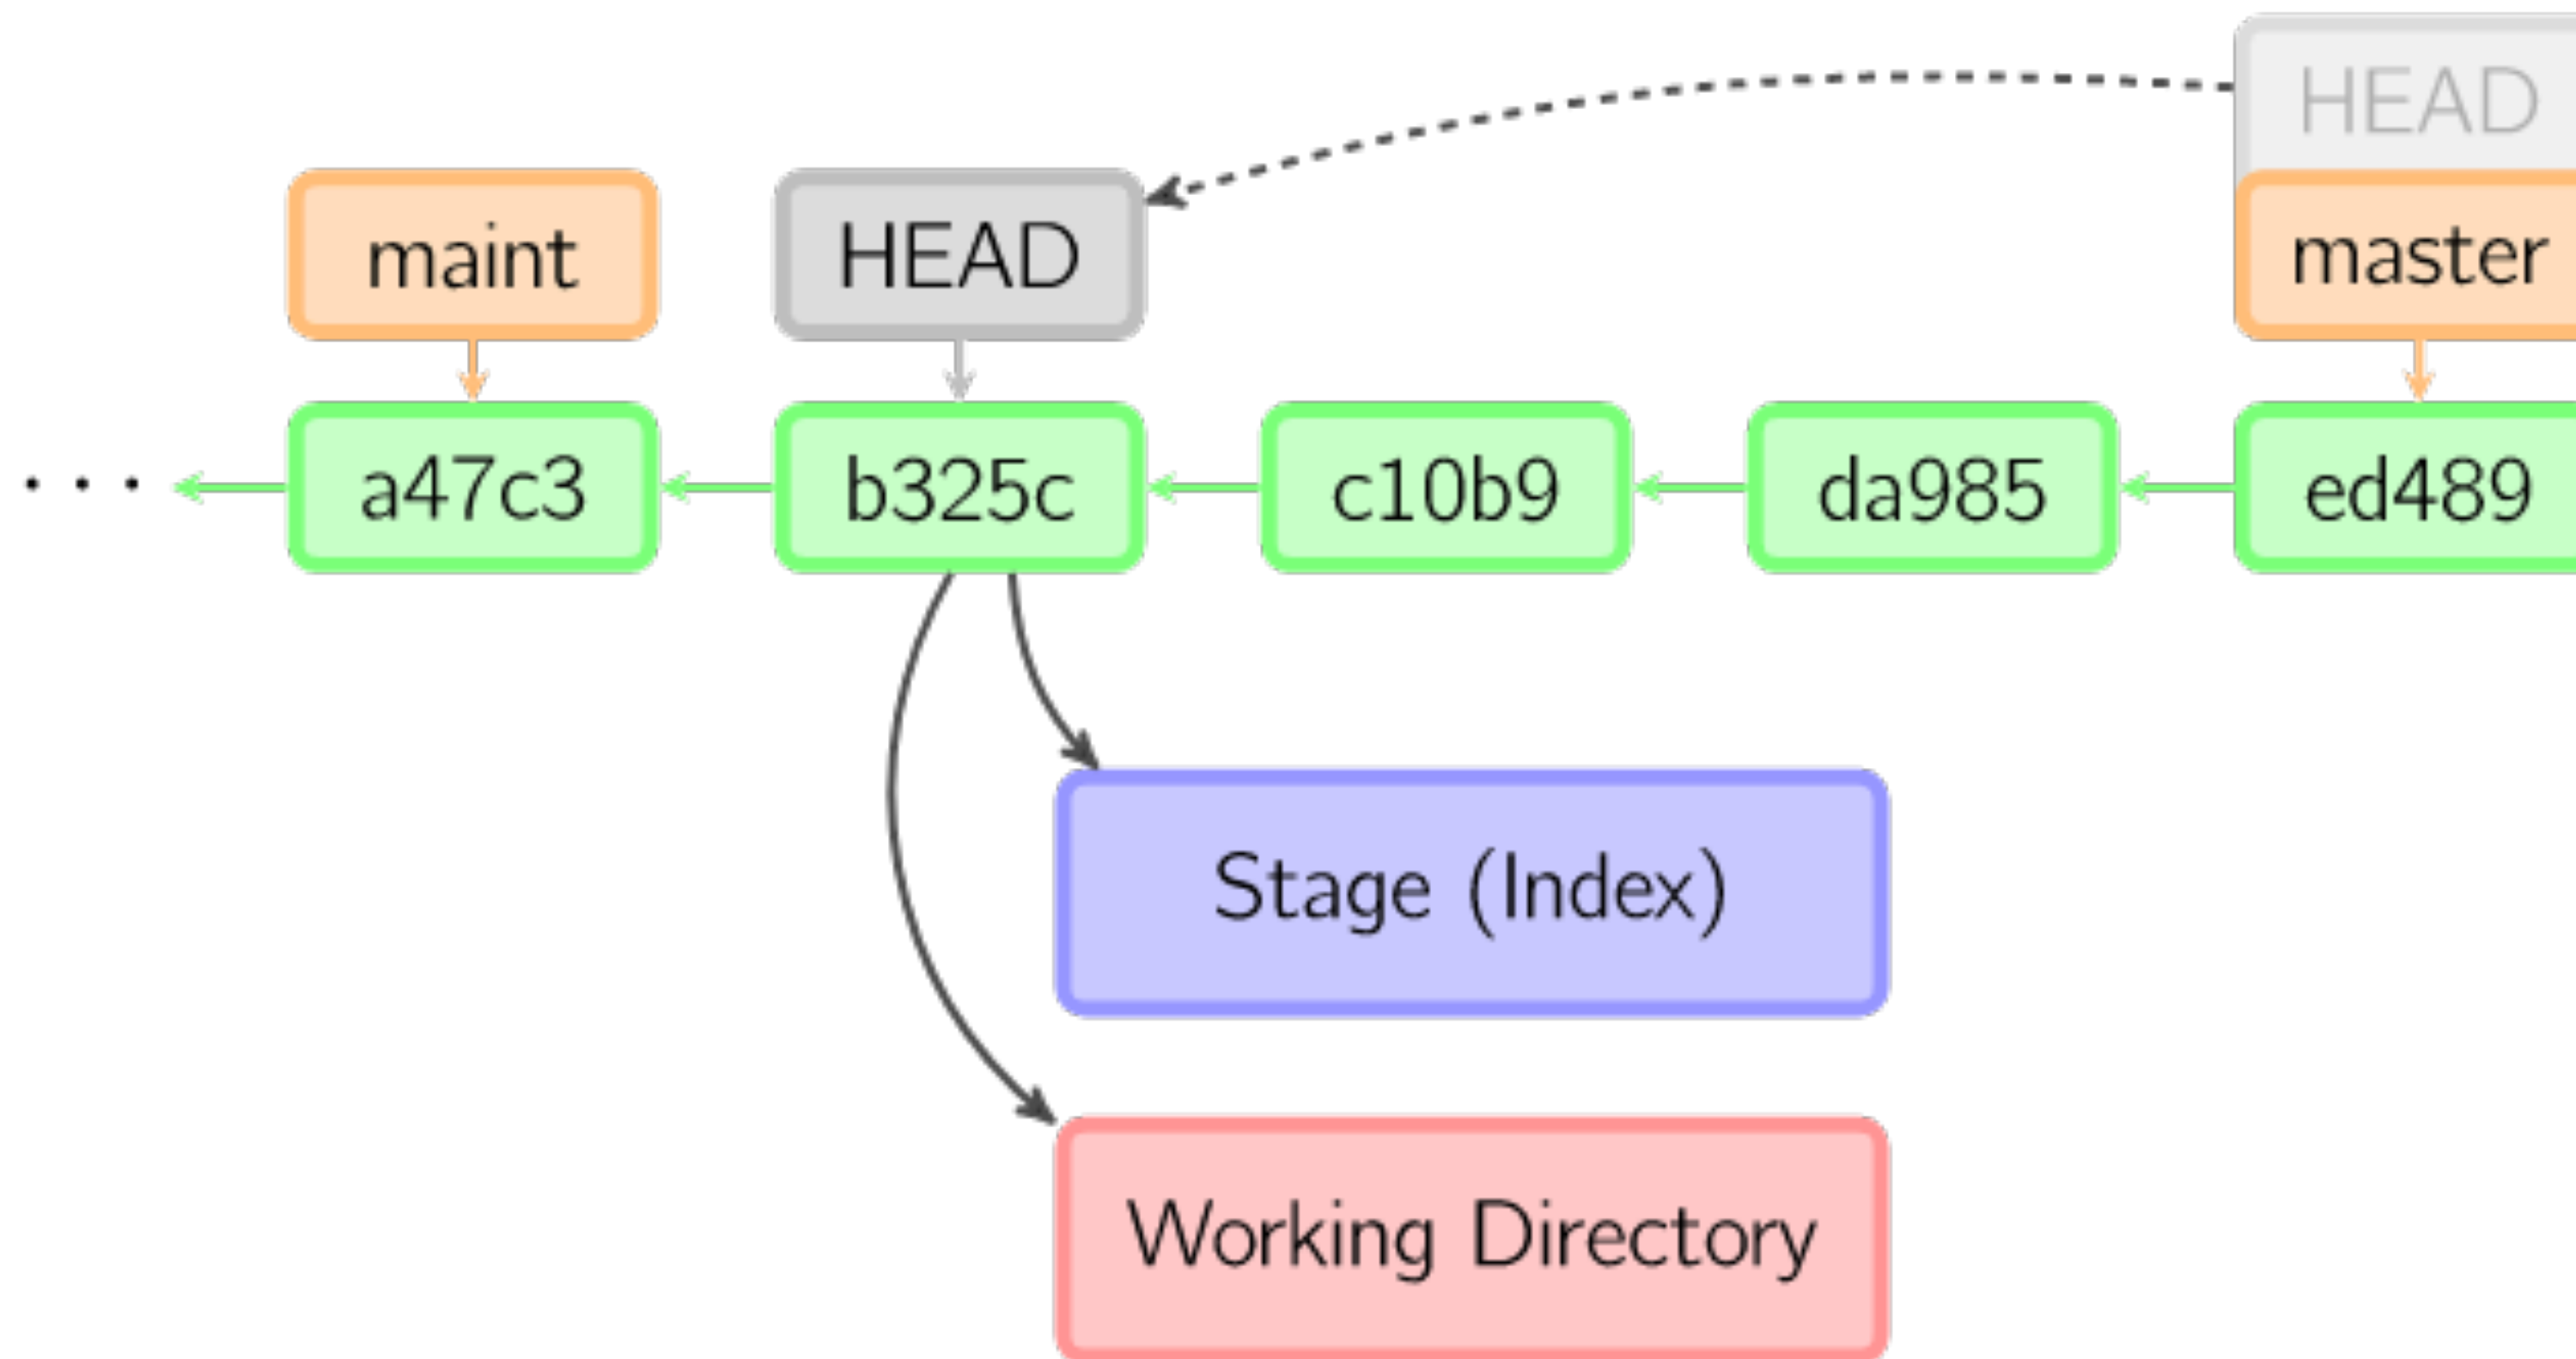 HEAD
maint HEAD master
... a47c3 b325c c10b9 da985 ed489
Stage (Index)
Working Directory